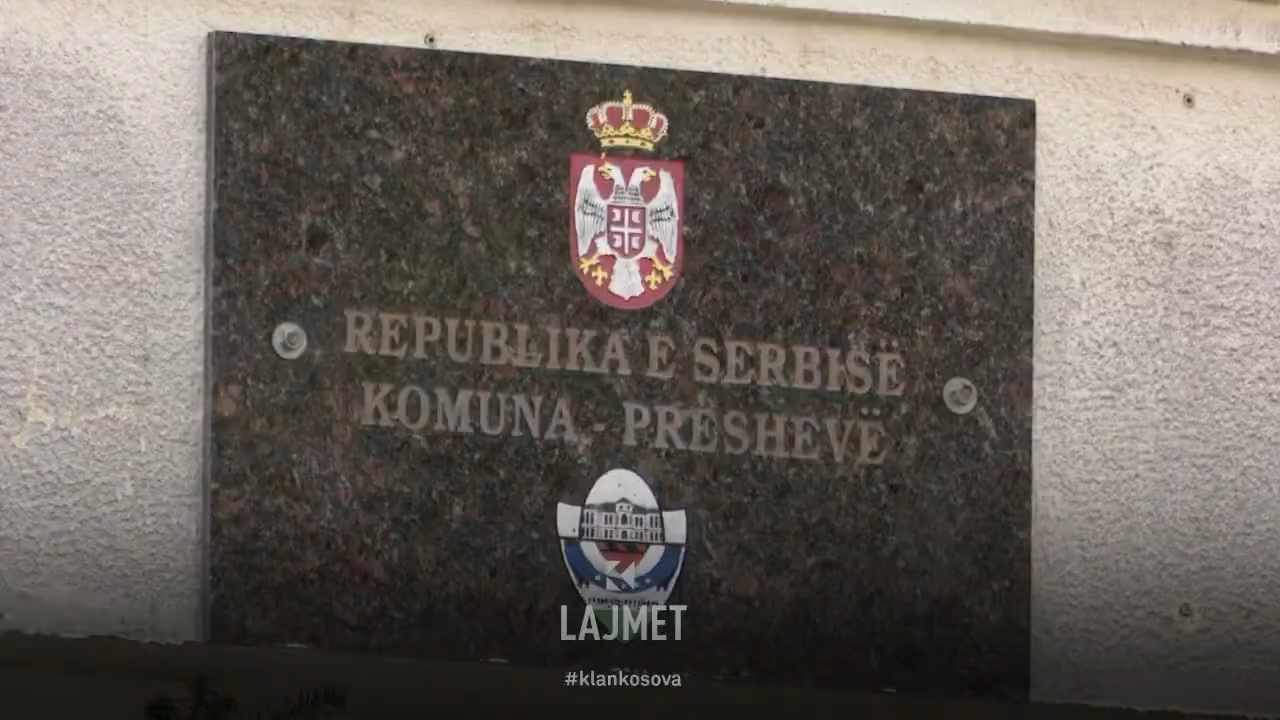 REPUBLIKA E SERBISË
KOMUNA - PRESHEVË
LAJMET
#klankosova